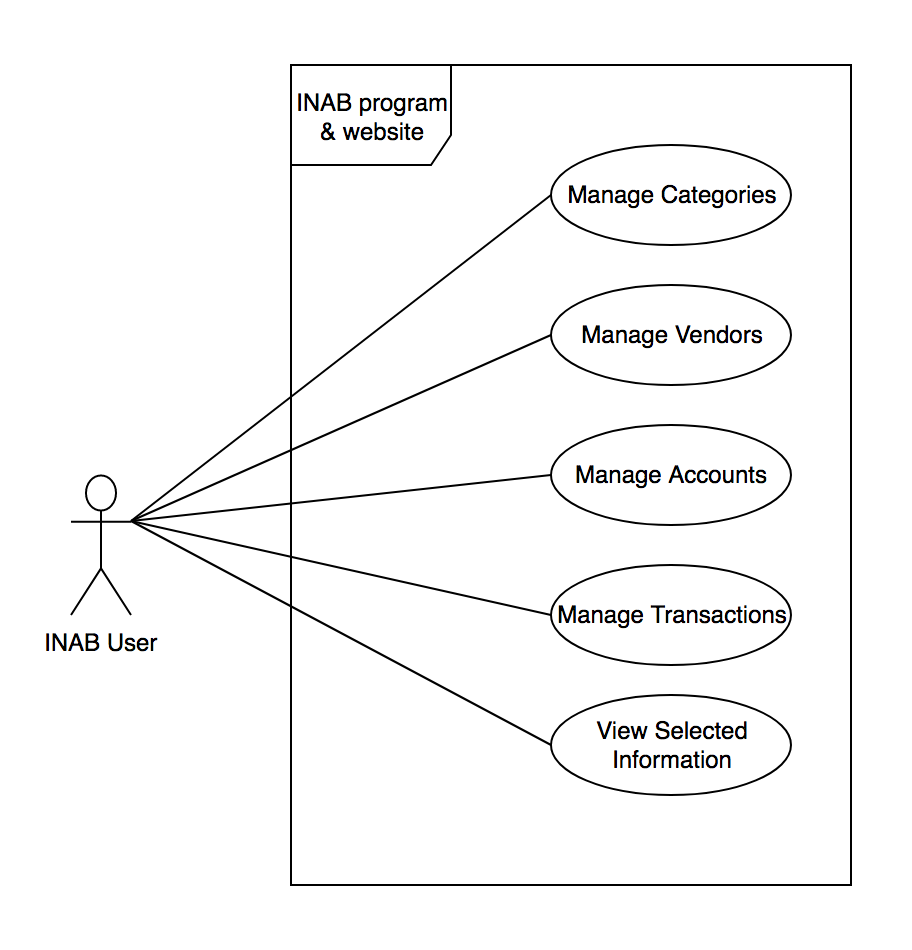 INAB program
& website
Manage Categories
Manage Vendors
Manage Accounts
Manage Transactions
View Selected
Information
INAB User